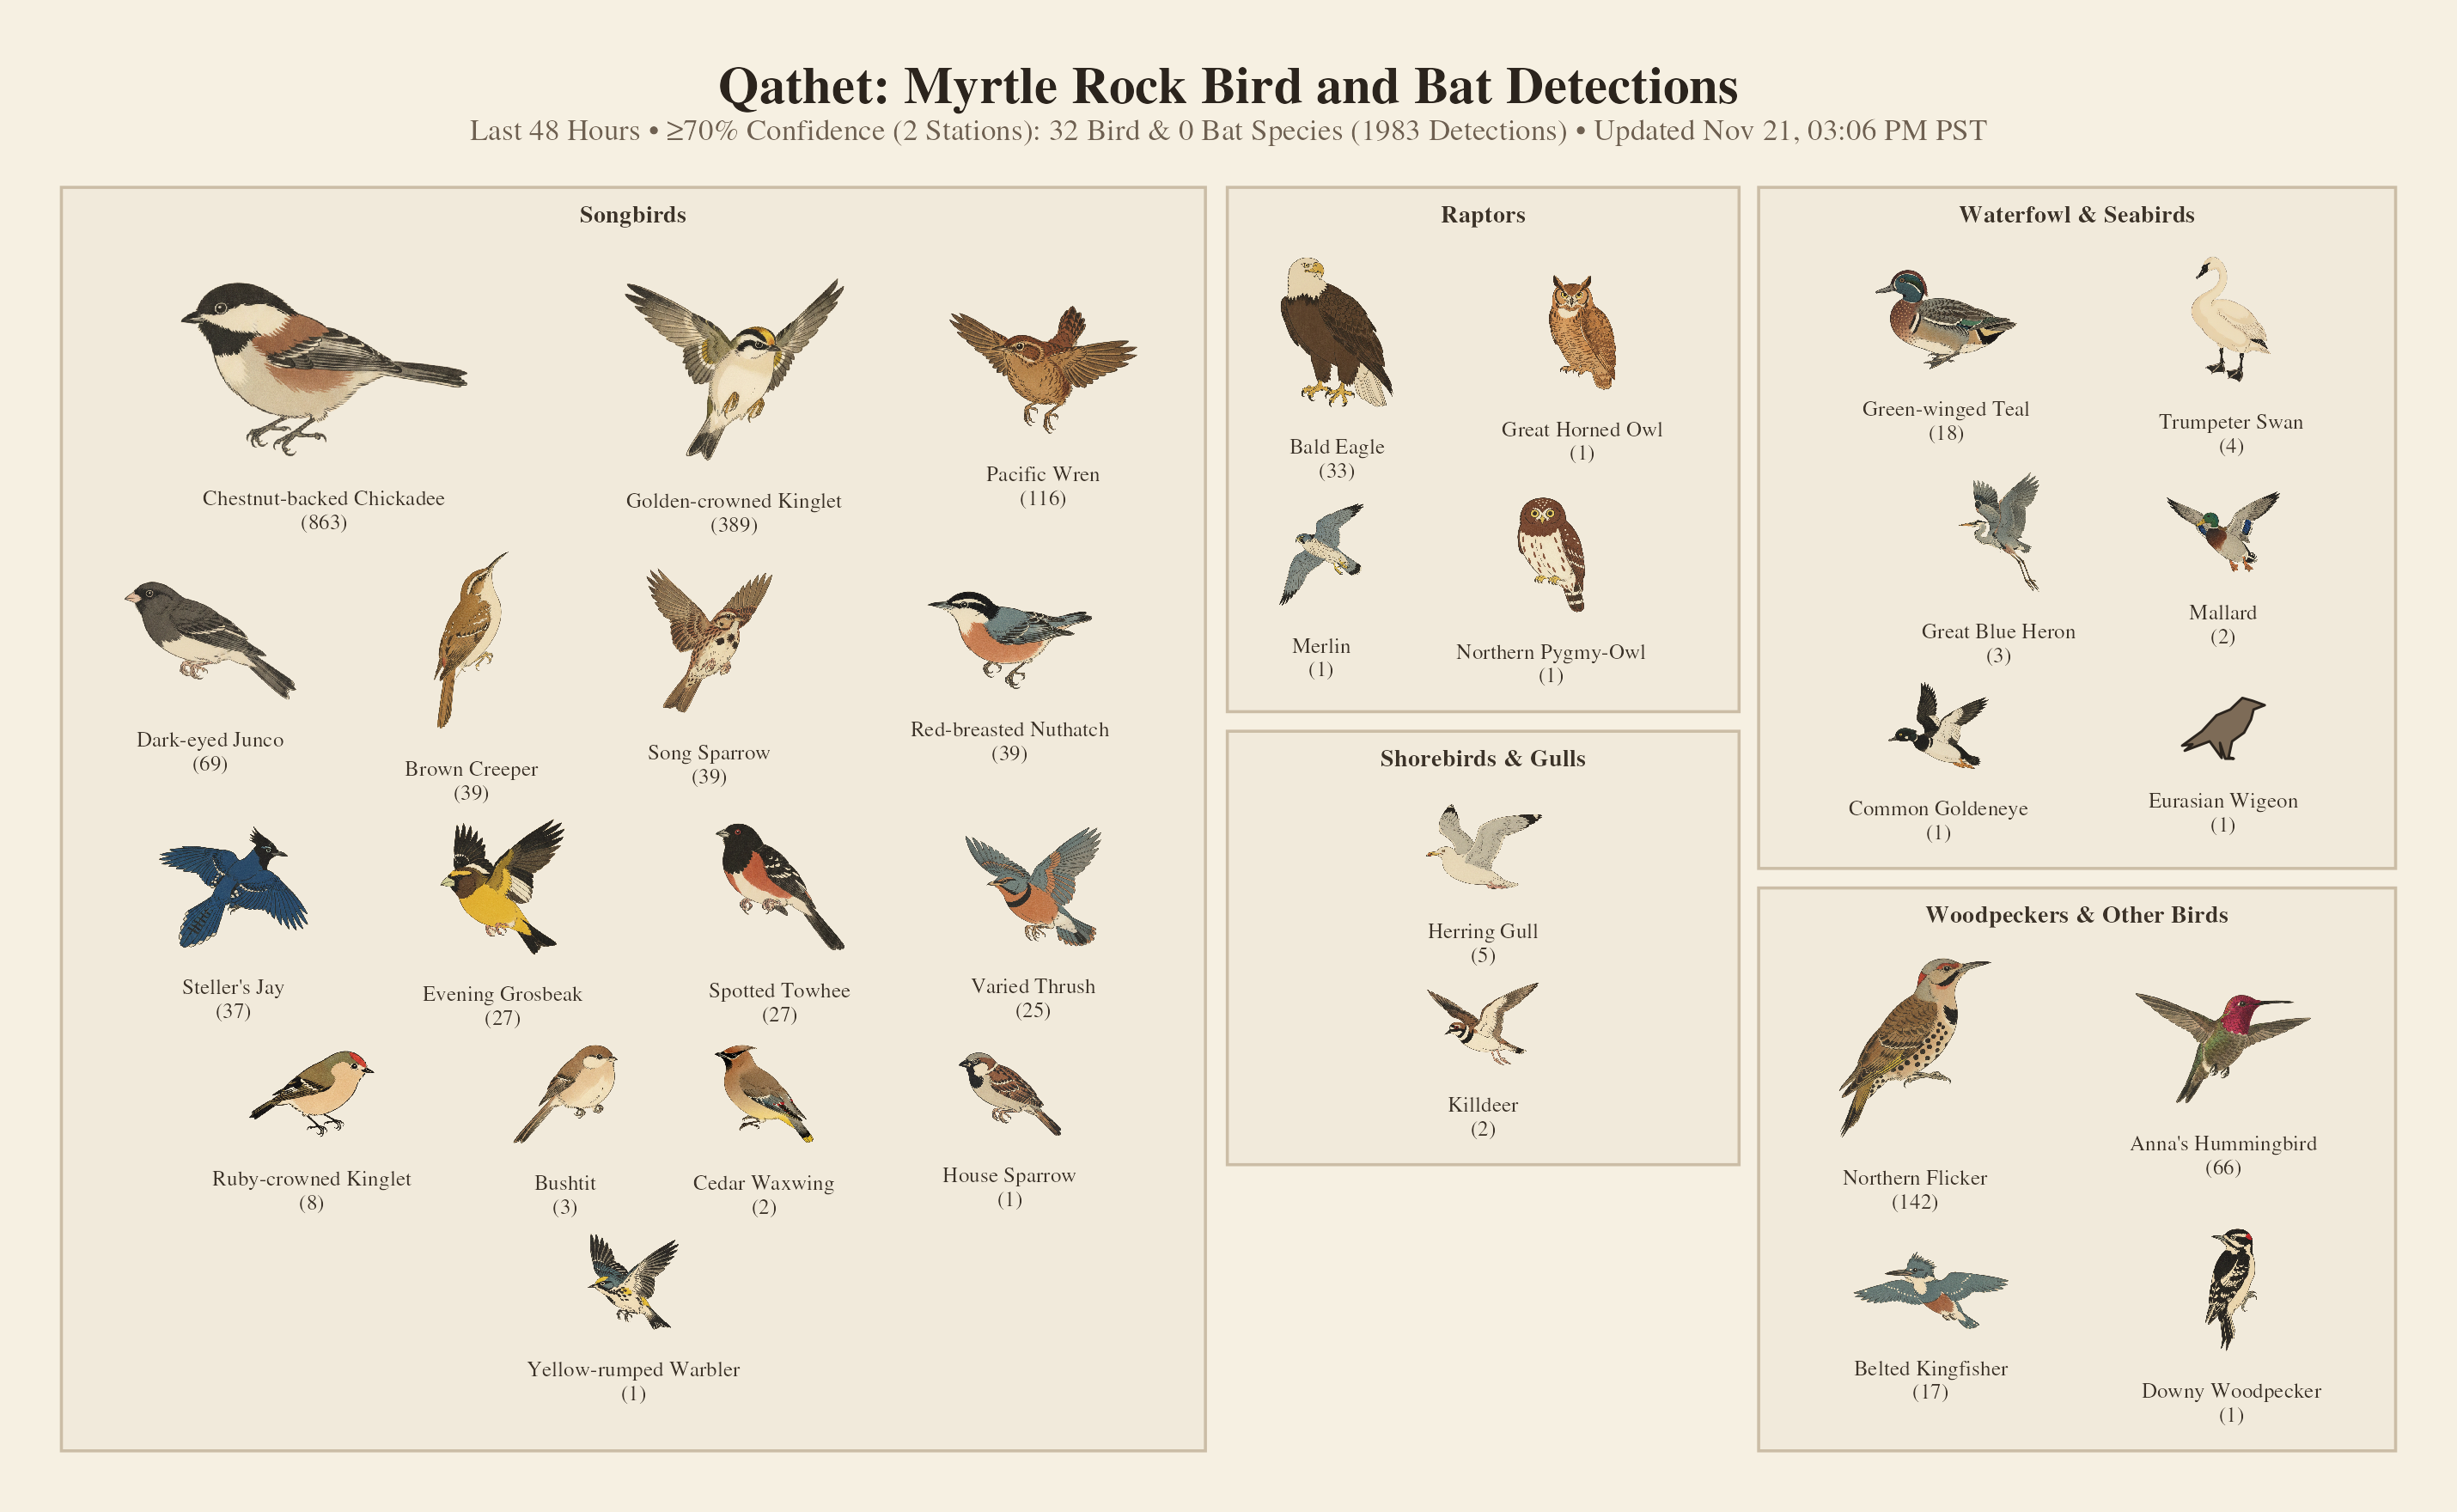 Qathet: Myrtle Rock Bird and Bat Detections
Last 48 Hours • ≥70% Confidence (2 Stations): 32 Bird & 0 Bat Species (1983 Detections) • Updated Nov 21, 03:06 PM PST
Songbirds
Chestnut-backed Chickadee
(863)
Golden-crowned Kinglet
(389)
Pacific Wren
(116)
Dark-eyed Junco
(69)
Brown Creeper
(39)
Song Sparrow
(39)
Red-breasted Nuthatch
(39)
Steller's Jay
(37)
Evening Grosbeak
(27)
Spotted Towhee
(27)
Varied Thrush
(25)
Ruby-crowned Kinglet
(8)
Bushtit
(3)
Cedar Waxwing
(2)
House Sparrow
(1)
Yellow-rumped Warbler
(1)
Raptors
Bald Eagle
(33)
Great Horned Owl
(1)
Merlin
(1)
Northern Pygmy-Owl
(1)
Shorebirds & Gulls
Herring Gull
(5)
Killdeer
(2)
Waterfowl & Seabirds
Green-winged Teal
(18)
Trumpeter Swan
(4)
Great Blue Heron
(3)
Mallard
(2)
Common Goldeneye
(1)
Eurasian Wigeon
(1)
Woodpeckers & Other Birds
Northern Flicker
(142)
Anna's Hummingbird
(66)
Belted Kingfisher
(17)
Downy Woodpecker
(1)